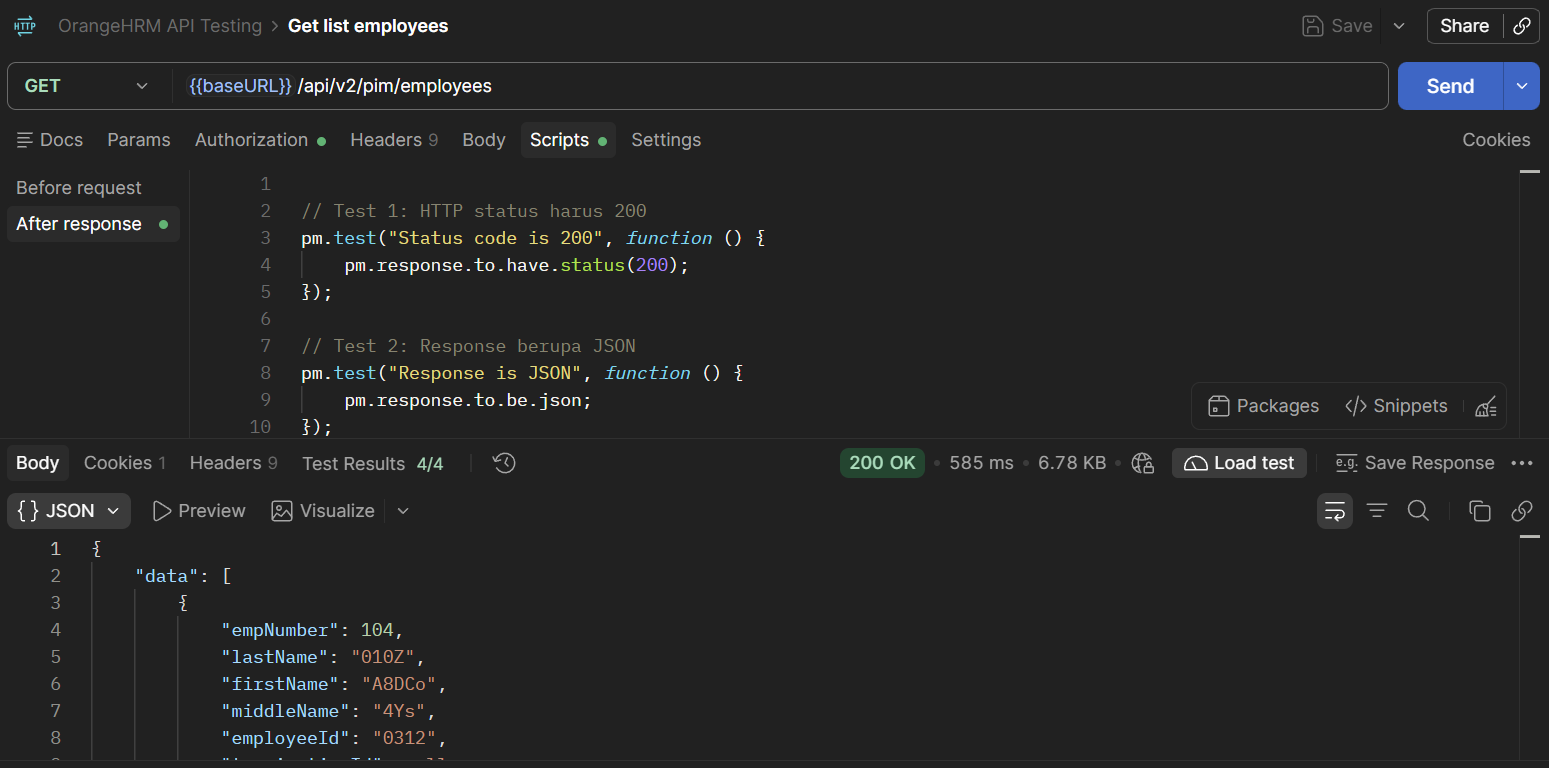 HTTP OrangeHRM API Testing > Get list employees Save Share
GET {{baseURL}} /api/v2/pim/employees Send
Docs Params Authorization Headers 9 Body Scripts Settings Cookies
Before request
After response
1
2 // Test 1: HTTP status harus 200
3 pm.test("Status code is 200", function () {
4 pm.response.to.have.status(200);
5 });
6
7 // Test 2: Response berupa JSON
8 pm.test("Response is JSON", function () {
9 pm.response.to.be.json;
10 });
Packages </> Snippets
Body Cookies 1 Headers 9 Test Results 4/4 200 OK • 585 ms • 6.78 KB • Load test e.g. Save Response
{} JSON Preview Visualize
1 {
2 "data": [
3 {
4 "empNumber": 104,
5 "lastName": "010Z",
6 "firstName": "A8DCo",
7 "middleName": "4Ys",
8 "employeeId": "0312",